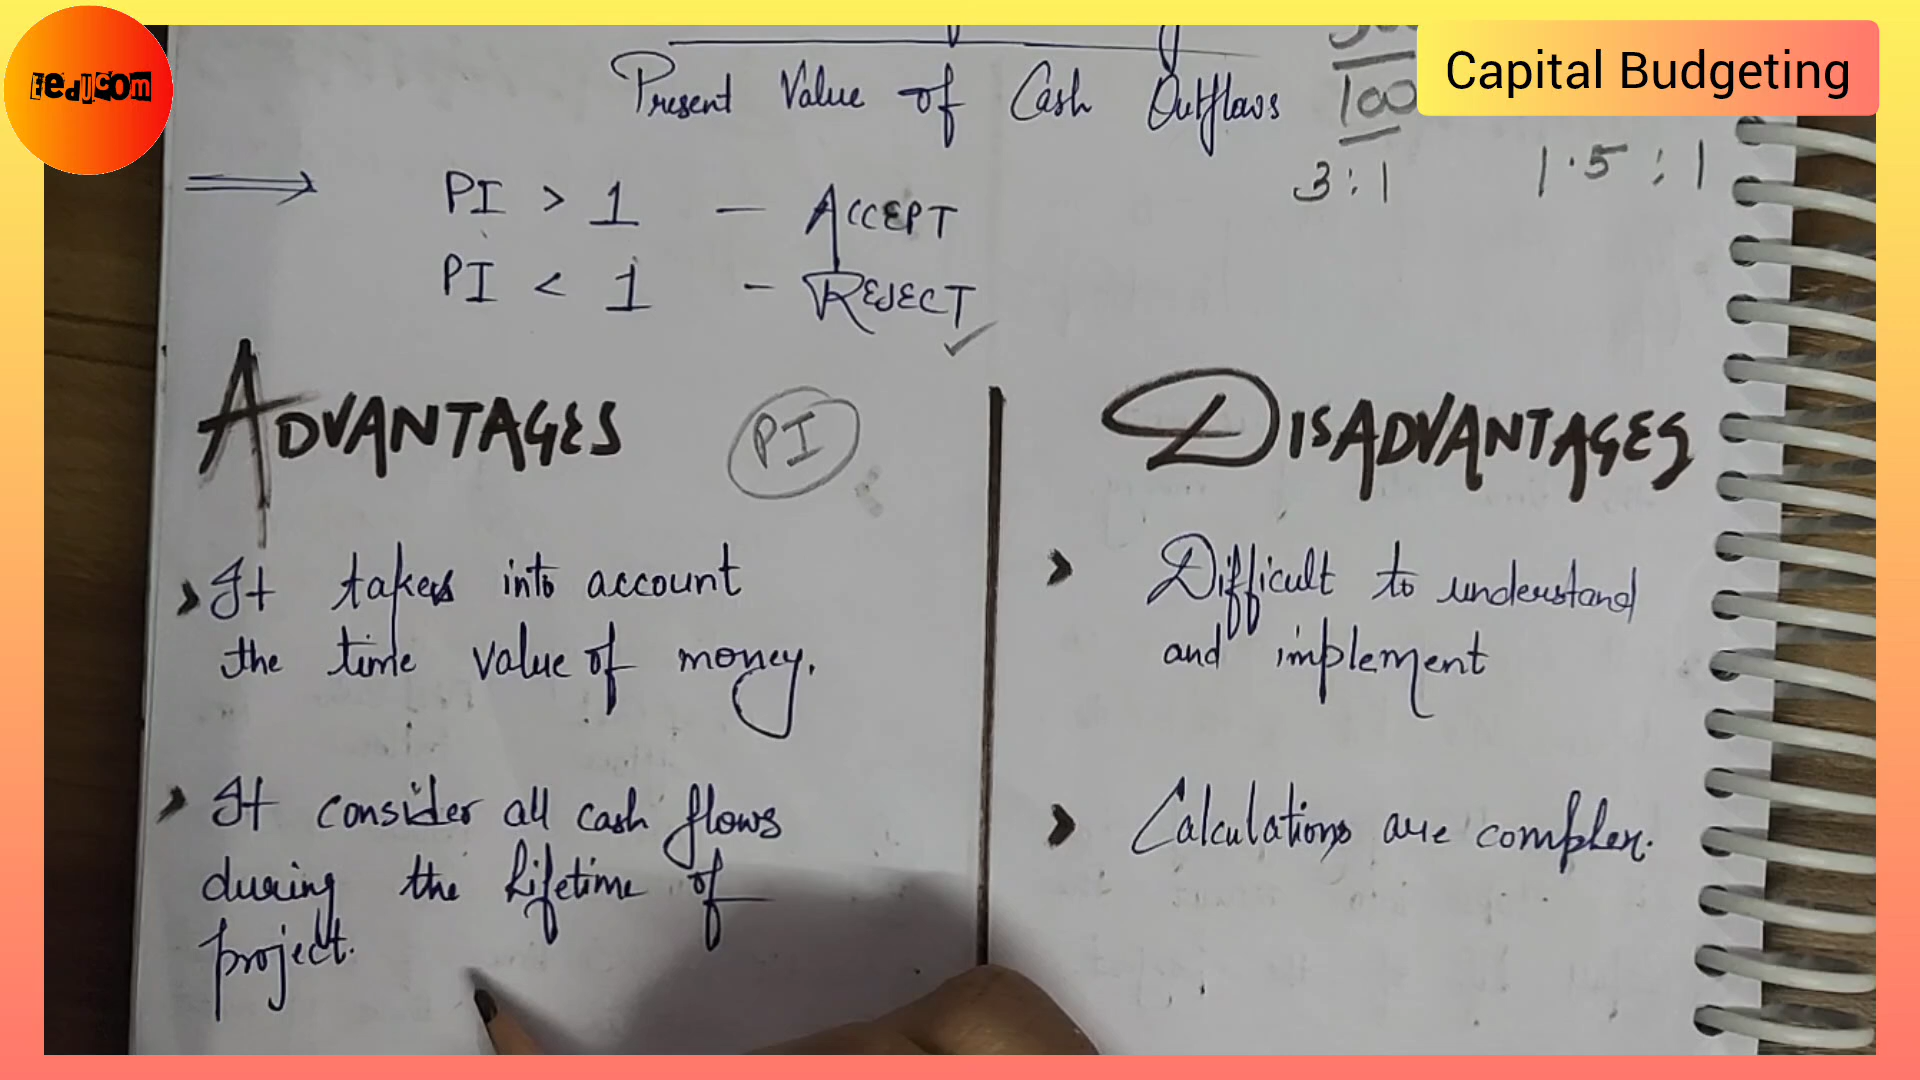 EeduCom
Capital Budgeting
Present Value of Cash Outflows
100
3:1
1.5:1
PI > 1 - ACCEPT
PI < 1 - REJECT
ADVANTAGES
PI
DISADVANTAGES
It takes into account
the time value of money.
It consider all cash flows
during the lifetime of
project.
Difficult to understand
and implement
Calculations are complex.